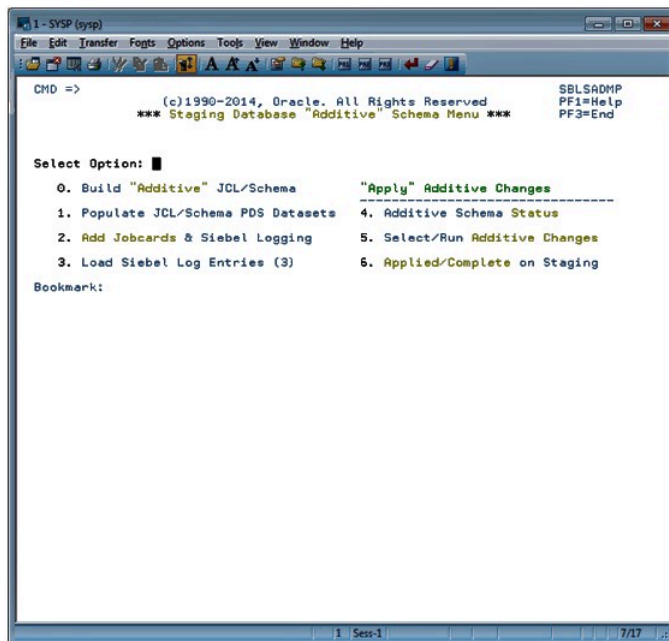 1 - SYSP (sysp)
File Edit Transfer Fonts Options Tools View Window Help
CMD => SBLSADMP
(c)1990-2014, Oracle. All Rights Reserved PF1=Help
*** Staging Database "Additive" Schema Menu *** PF3=End
Select Option:
0. Build "Additive" JCL/Schema "Apply" Additive Changes
1. Populate JCL/Schema PDS Datasets 4. Additive Schema Status
2. Add Jobcards & Siebel Logging 5. Select/Run Additive Changes
3. Load Siebel Log Entries (3) 6. Applied/Complete on Staging
Bookmark:
1 Sess-1 7/17